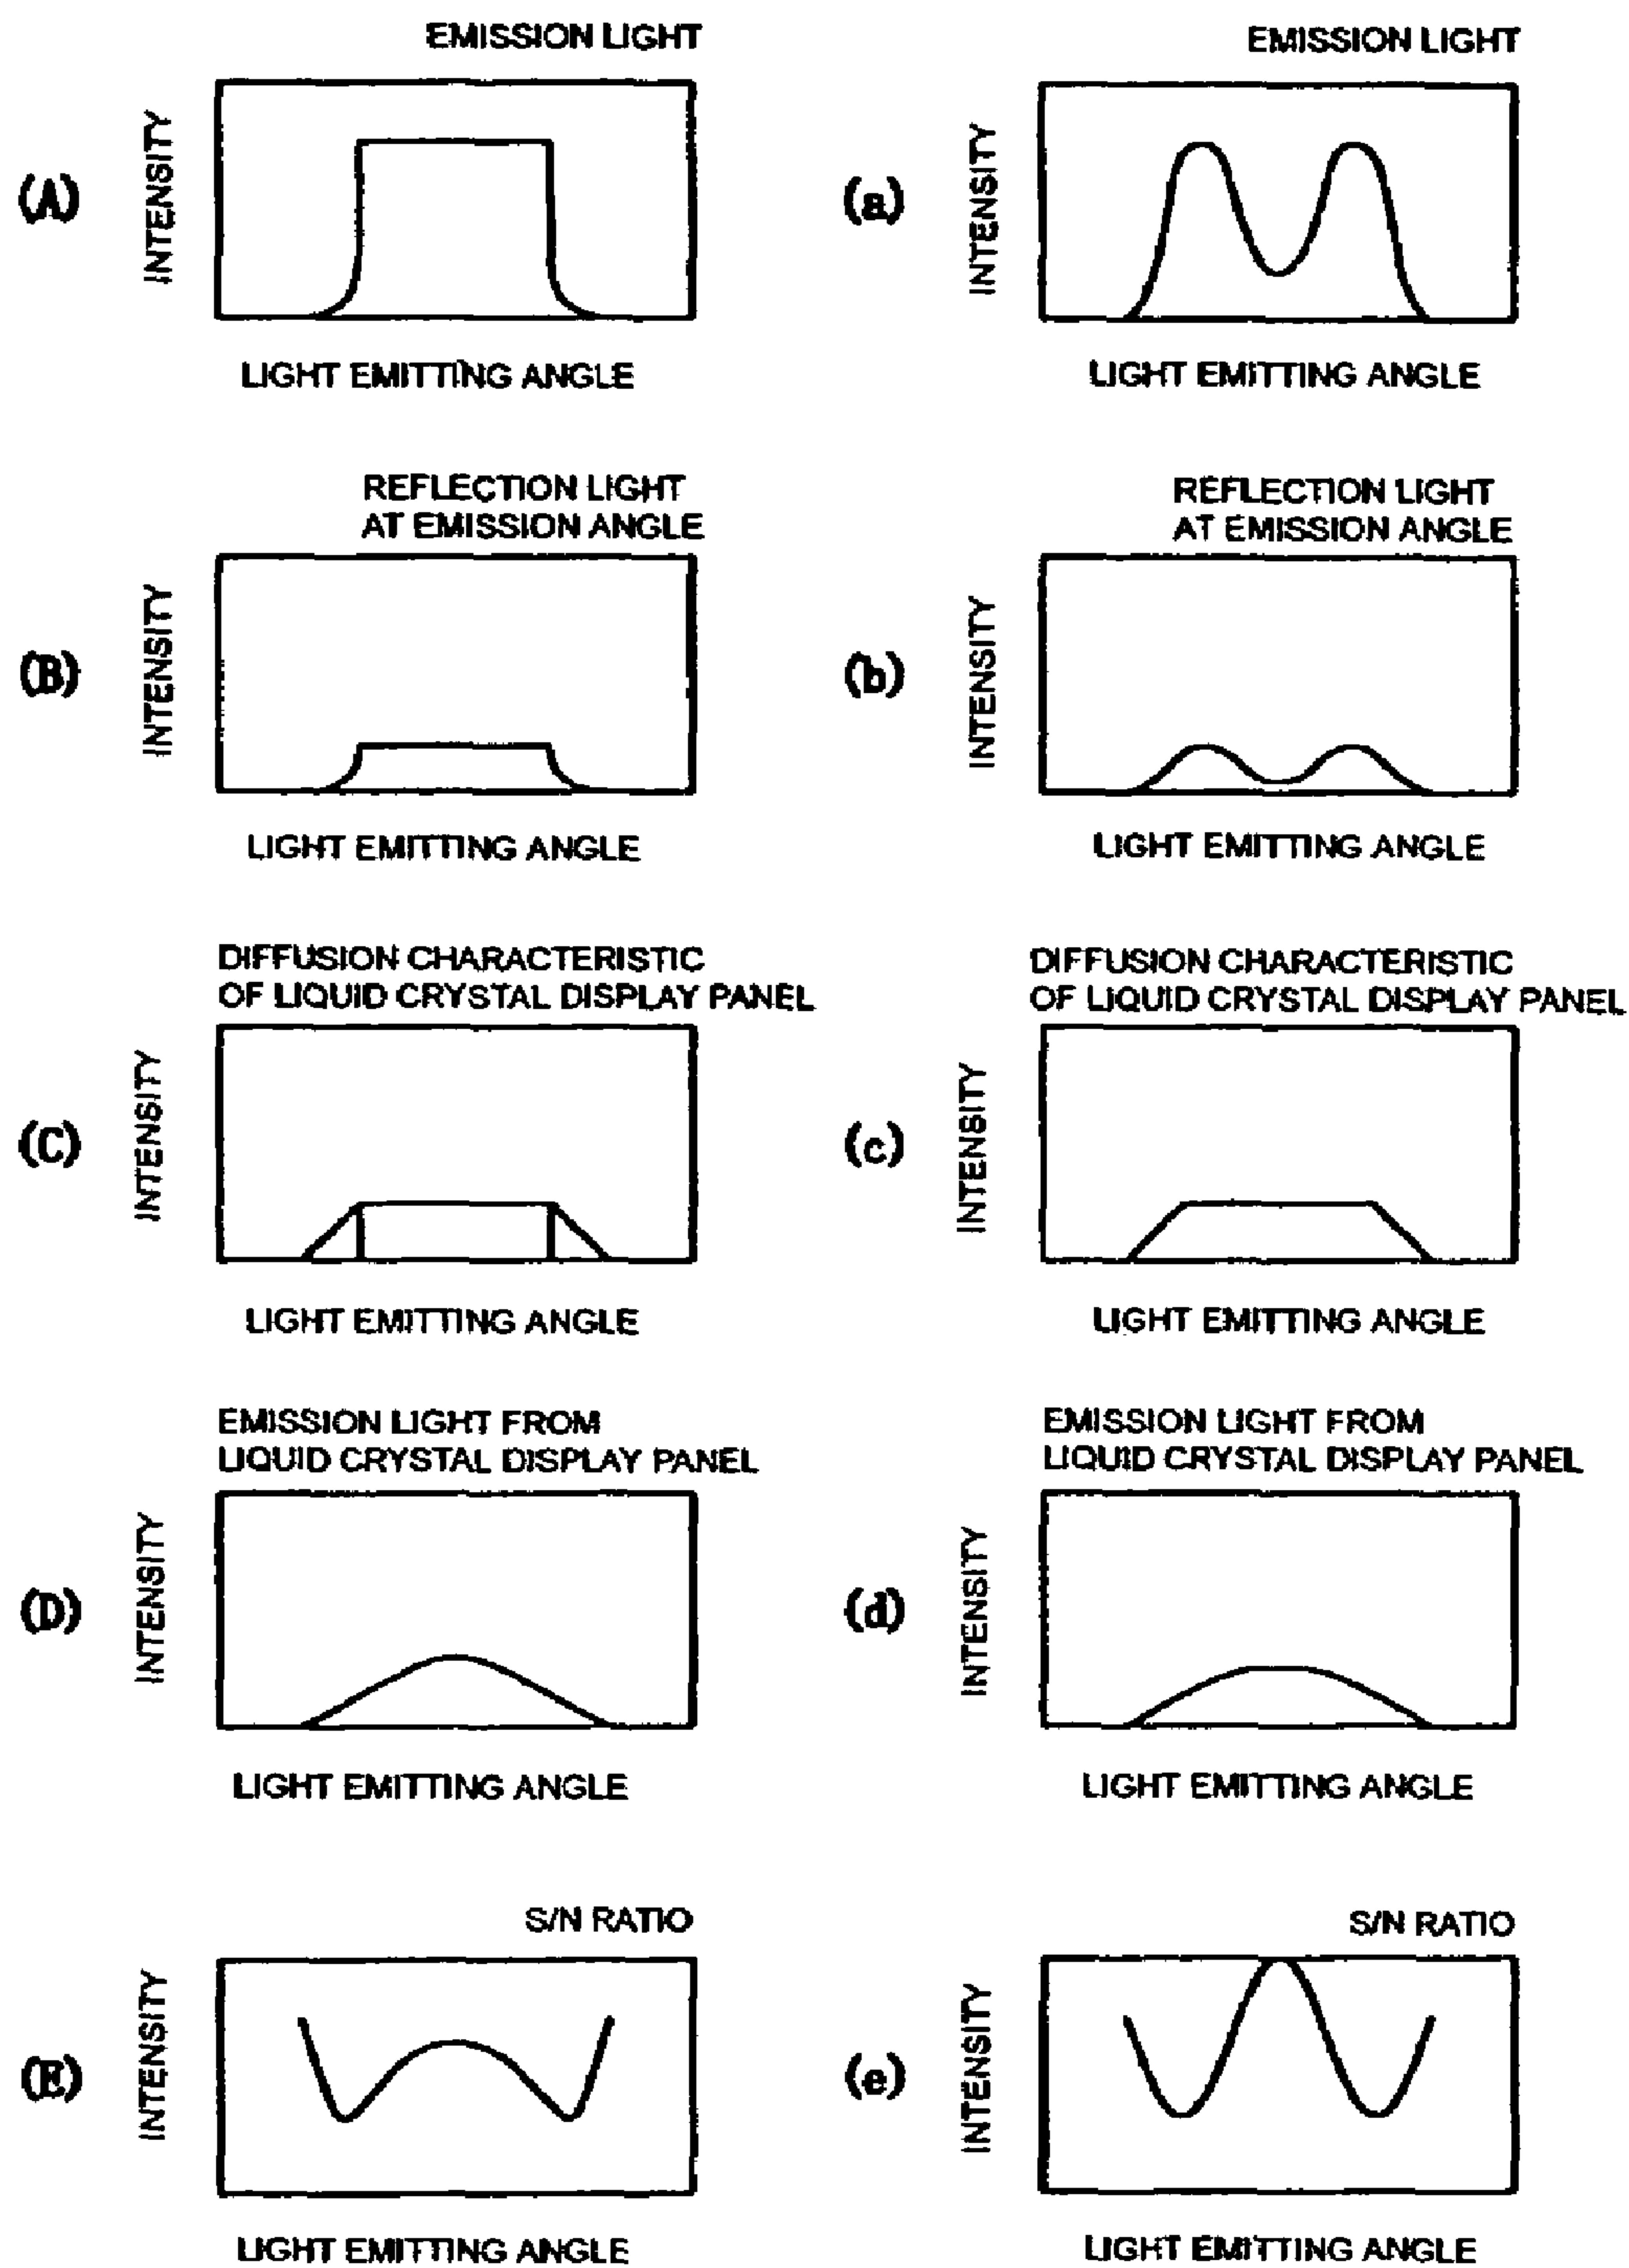 EMISSION LIGHT
(A)
INTENSITY
LIGHT EMITTING ANGLE
EMISSION LIGHT
(a)
INTENSITY
LIGHT EMITTING ANGLE
REFLECTION LIGHT
AT EMISSION ANGLE
(B)
INTENSITY
LIGHT EMITTING ANGLE
REFLECTION LIGHT
AT EMISSION ANGLE
(b)
INTENSITY
LIGHT EMITTING ANGLE
DIFFUSION CHARACTERISTIC
OF LIQUID CRYSTAL DISPLAY PANEL
(C)
INTENSITY
LIGHT EMITTING ANGLE
DIFFUSION CHARACTERISTIC
OF LIQUID CRYSTAL DISPLAY PANEL
(c)
INTENSITY
LIGHT EMITTING ANGLE
EMISSION LIGHT FROM
LIQUID CRYSTAL DISPLAY PANEL
(D)
INTENSITY
LIGHT EMITTING ANGLE
EMISSION LIGHT FROM
LIQUID CRYSTAL DISPLAY PANEL
(d)
INTENSITY
LIGHT EMITTING ANGLE
S/N RATIO
(E)
INTENSITY
LIGHT EMITTING ANGLE
S/N RATIO
(e)
INTENSITY
LIGHT EMITTING ANGLE